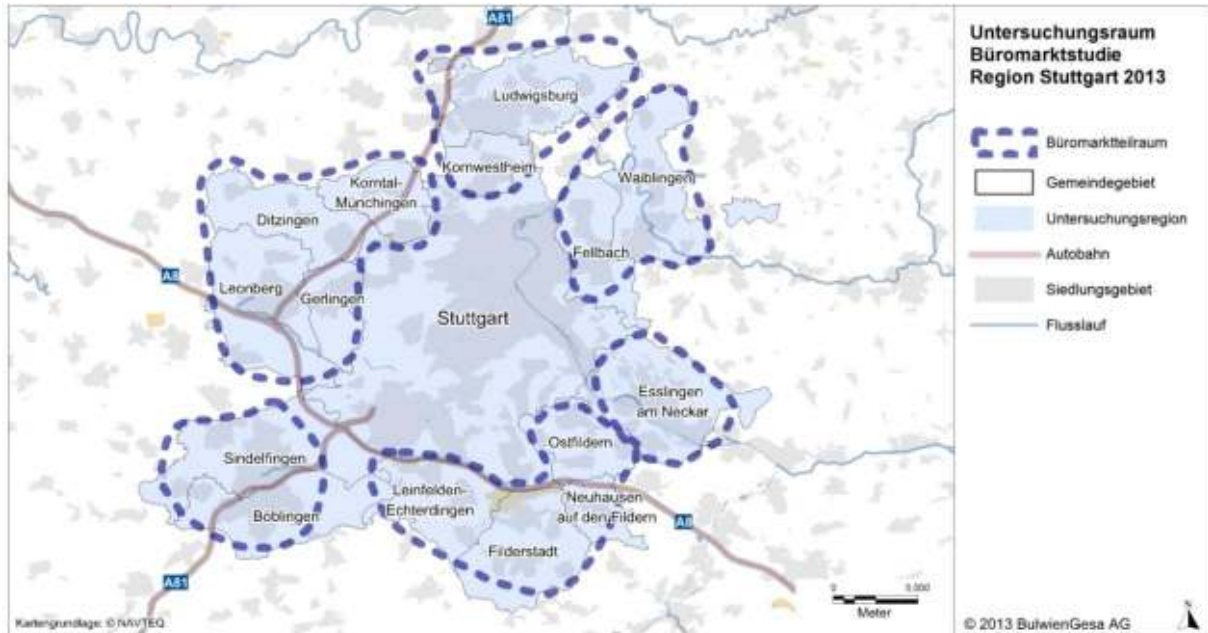 A81
Ludwigsburg
Kornwestheim
Waiblingen
Korntal-
Münchingen
Ditzingen
Fellbach
A8
Leonberg
Gerlingen
Stuttgart
Esslingen
am Neckar
Ostfildern
Sindelfingen
Leinfelden-
Echterdingen
Neuhausen
auf den Fildern
Böblingen
A8
Filderstadt
A81
5.000
Meter
Kartengrundlage: © NAVTEQ
Untersuchungsraum
Büromarktstudie
Region Stuttgart 2013
Büromarktteilraum
Gemeindegebiet
Untersuchungsregion
Autobahn
Siedlungsgebiet
Flusslauf
© 2013 BulwienGesa AG